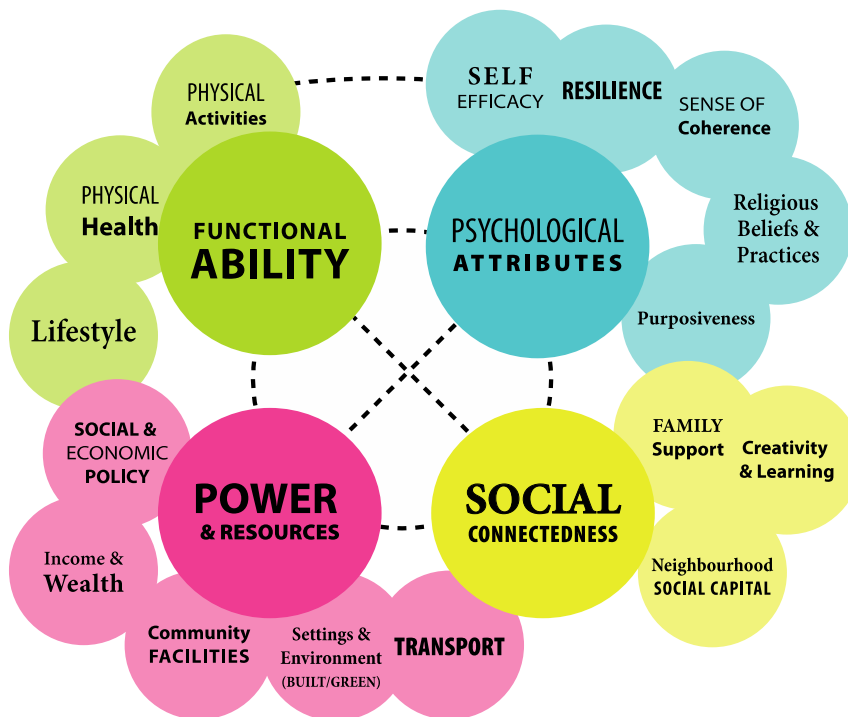 PHYSICAL
Activities
PHYSICAL
Health
Lifestyle
FUNCTIONAL
ABILITY
SELF
EFFICACY
RESILIENCE
SENSE OF
Coherence
Religious
Beliefs &
Practices
Purposiveness
PSYCHOLOGICAL
ATTRIBUTES
SOCIAL &
ECONOMIC
POLICY
Income &
Wealth
Community
FACILITIES
Settings &
Environment
(BUILT/GREEN)
TRANSPORT
POWER
& RESOURCES
SOCIAL
CONNECTEDNESS
FAMILY
Support
Creativity
& Learning
Neighbourhood
SOCIAL CAPITAL